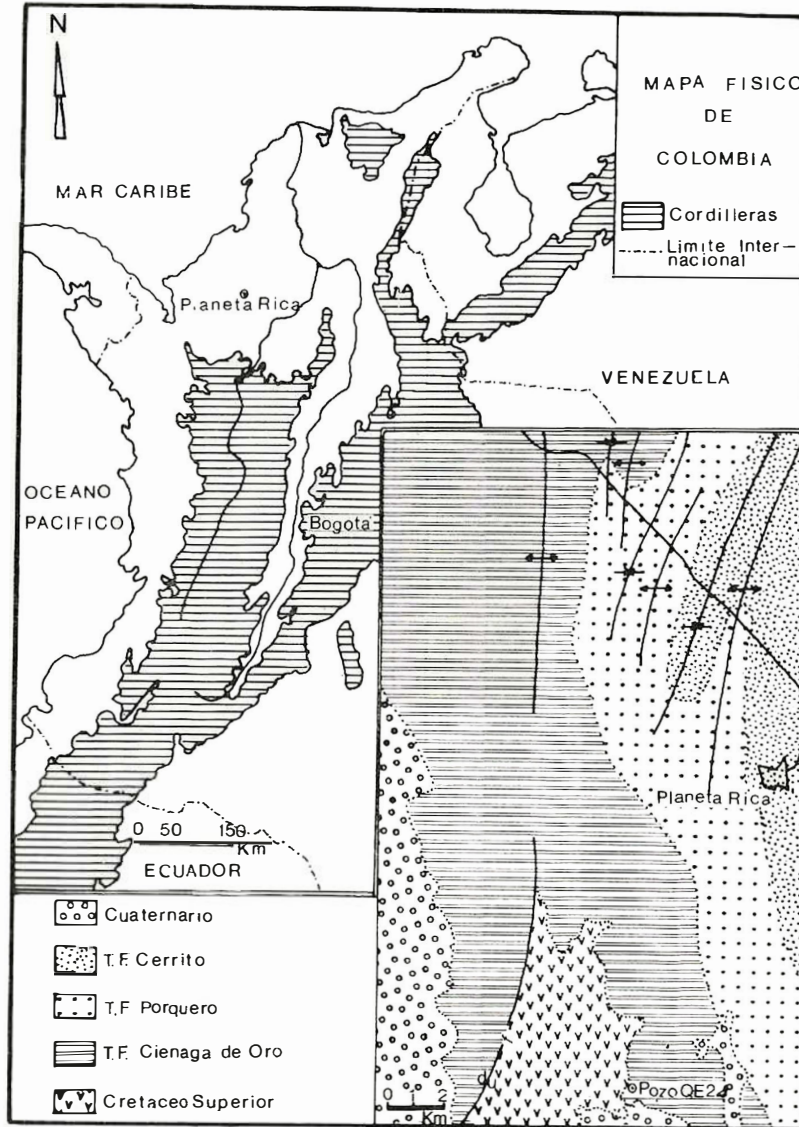 N
MAPA FISICO
DE
COLOMBIA
Cordilleras
Limite Inter-
nacional
MAR CARIBE
Planeta Rica
VENEZUELA
OCEANO
PACIFICO
Bogota
0 50 150
Km
ECUADOR
Planeta Rica
Cuaternario
T.F. Cerrito
T.F Porquero
T.F. Cienaga de Oro
Cretaceo Superior
Pozo QE22
0 1 2
Km